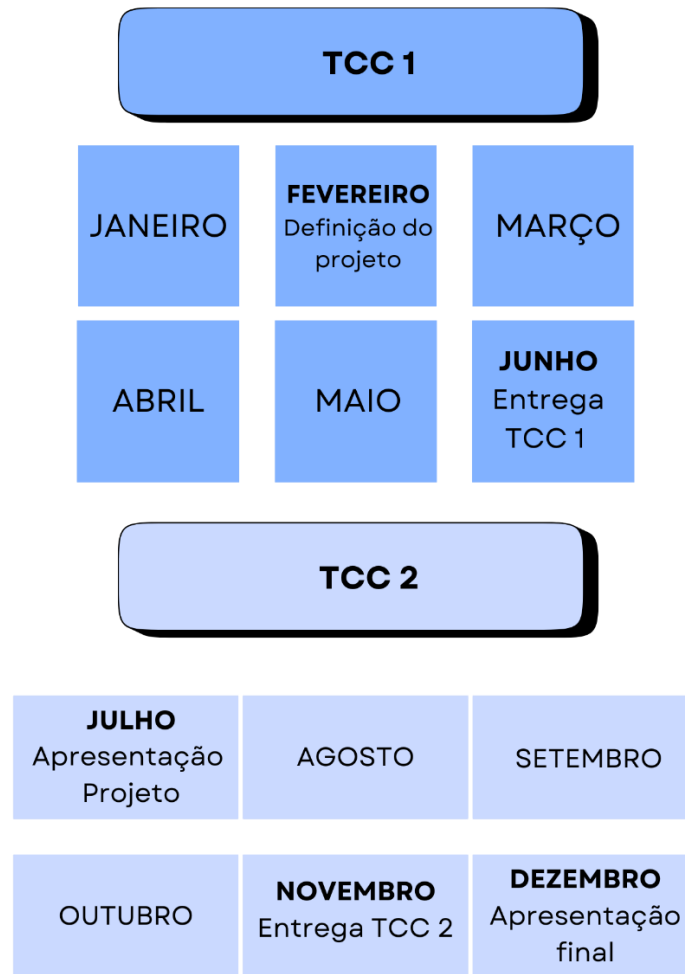 TCC 1
JANEIRO
FEVEREIRO
Definição do
projeto
MARÇO
ABRIL
MAIO
JUNHO
Entrega
TCC 1
TCC 2
JULHO
Apresentação
Projeto
AGOSTO
SETEMBRO
OUTUBRO
NOVEMBRO
Entrega TCC 2
DEZEMBRO
Apresentação
final